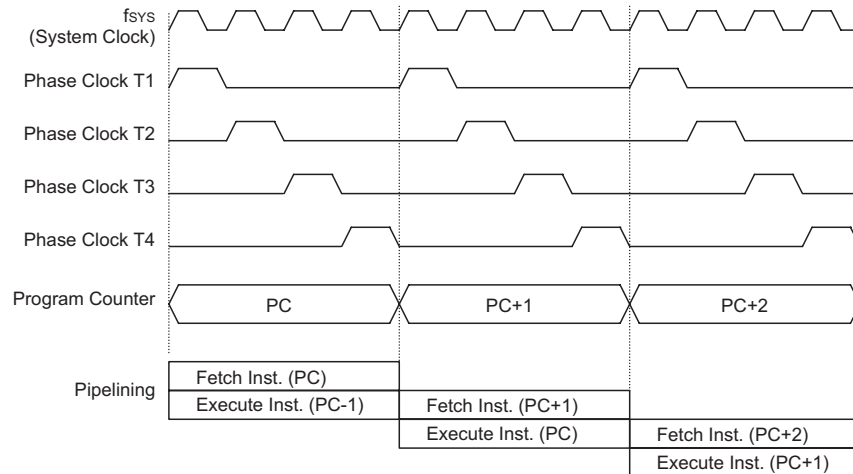 fSYS
(System Clock)
Phase Clock T1
Phase Clock T2
Phase Clock T3
Phase Clock T4
Program Counter
PC
PC+1
PC+2
Pipelining
Fetch Inst. (PC)
Execute Inst. (PC-1)
Fetch Inst. (PC+1)
Execute Inst. (PC)
Fetch Inst. (PC+2)
Execute Inst. (PC+1)